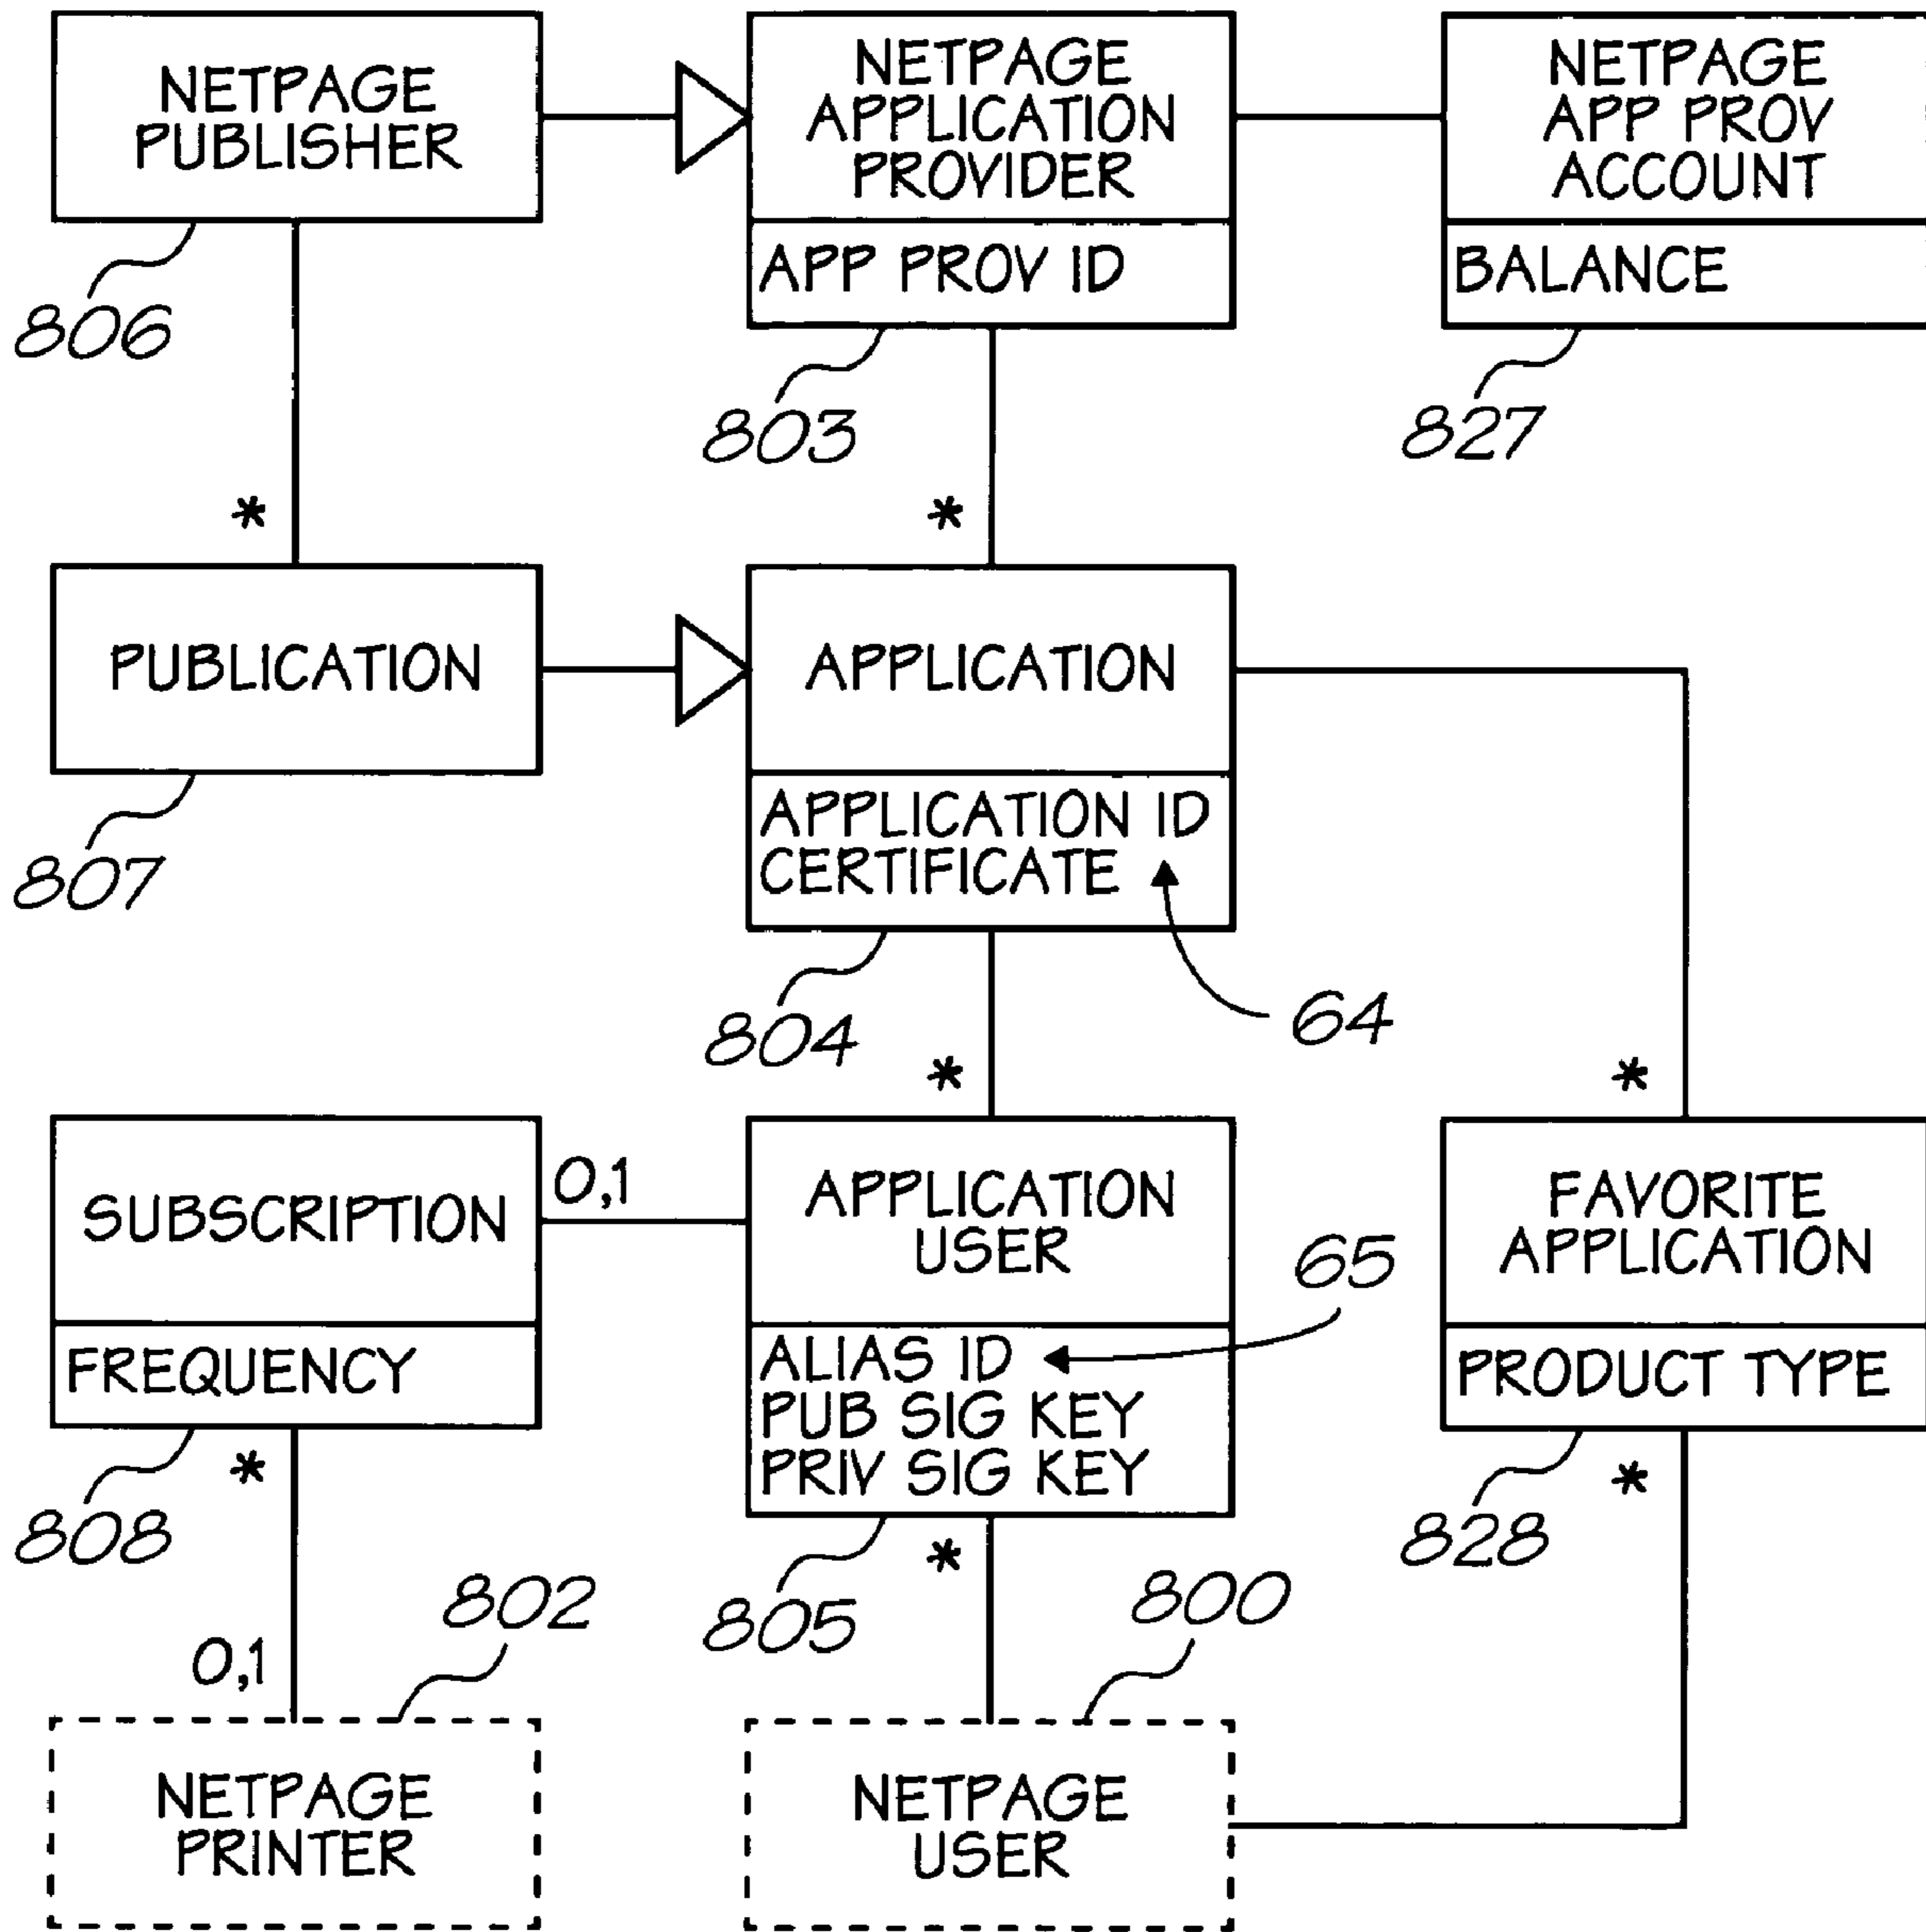 NETPAGE
PUBLISHER
806
NETPAGE
APPLICATION
PROVIDER
APP PROV ID
803
NETPAGE
APP PROV
ACCOUNT
BALANCE
827
*
*
PUBLICATION
807
APPLICATION
APPLICATION ID
CERTIFICATE
804
64
*
*
SUBSCRIPTION
FREQUENCY
808
0,1
APPLICATION
USER
ALIAS ID
PUB SIG KEY
PRIV SIG KEY
805
65
FAVORITE
APPLICATION
PRODUCT TYPE
828
*
*
*
0,1
802
800
NETPAGE
PRINTER
NETPAGE
USER